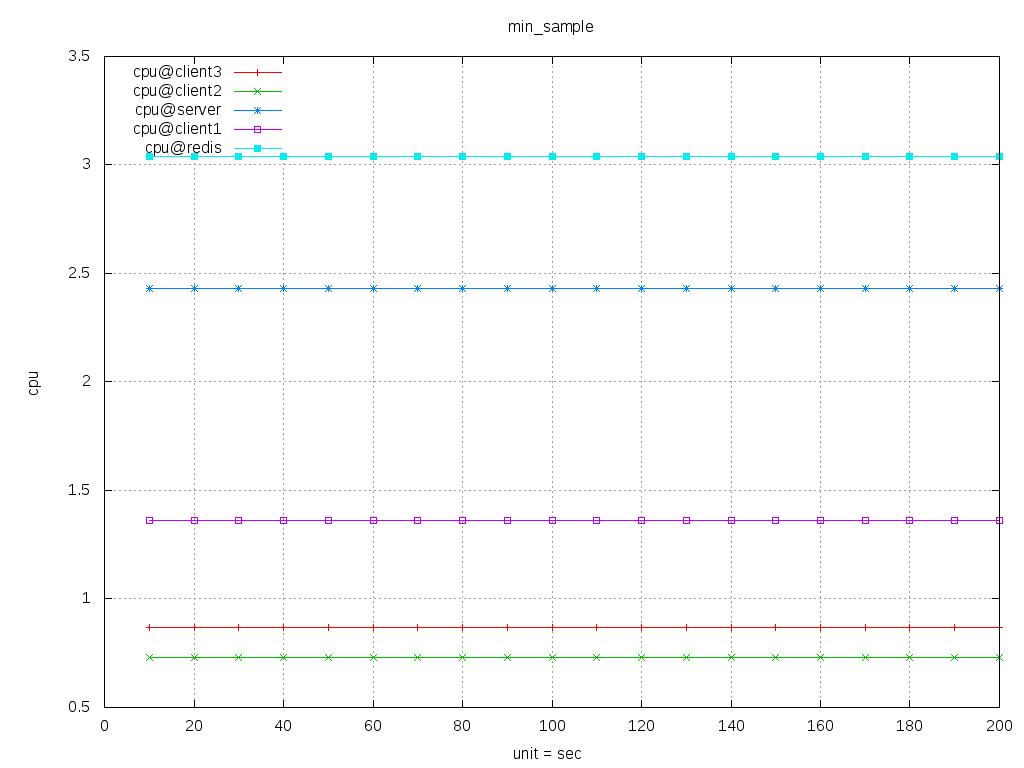 min_sample
3.5
cpu@client3
cpu@client2
cpu@server
cpu@client1
cpu@redis
3
2.5
cpu
2
1.5
1
0.5
0 20 40 60 80 100 120 140 160 180 200
unit = sec